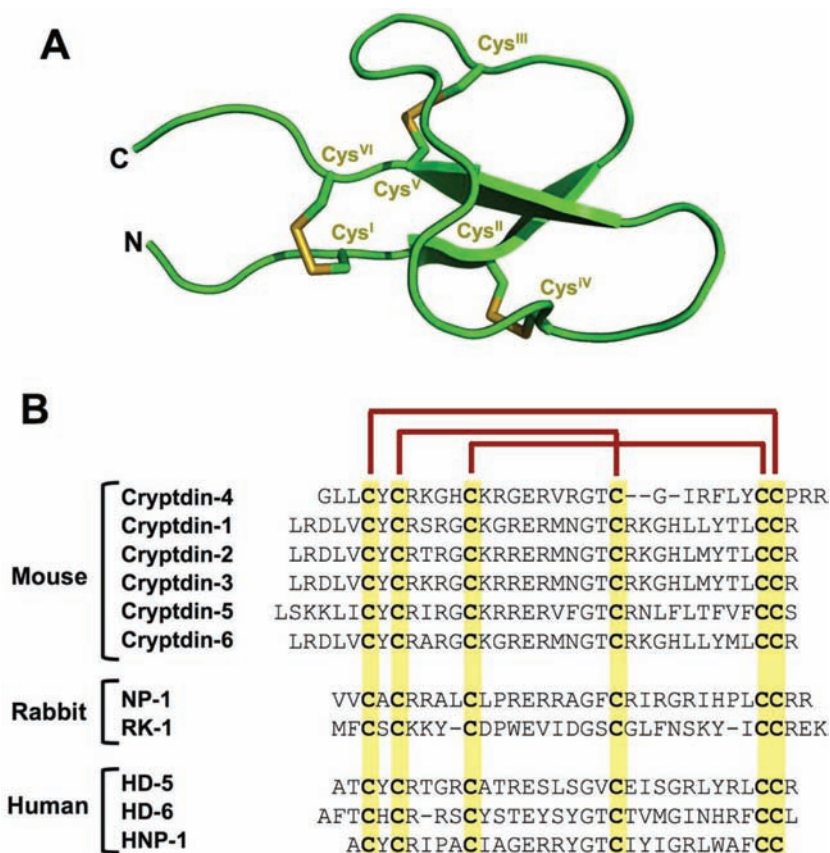 A
Cys^III
C
Cys^VI
Cys^V
N
Cys^I
Cys^II
Cys^IV
B
Mouse
Cryptdin-4 GLLCYCRKGHCKRGERVRGTC--G-IRFLYCCPRR
Cryptdin-1 LRDLVCYCRSRGCKGRERMNGTCRKGHLLYTLCCR
Cryptdin-2 LRDLVCYCRTRGCKRRERMNGTCRKGHLMYTLCCR
Cryptdin-3 LRDLVCYCRKRGCKRRERMNGTCRKGHLMYTLCCR
Cryptdin-5 LSKKLICYCRIRGCKRRERVFGTCRNLFLTFVFCCS
Cryptdin-6 LRDLVCYCRARGCKGRERMNGTCRKGHLLYMLCCR
Rabbit
NP-1 VVCACRRALCLPRERRAGFCRIRGRIHPLCCRR
RK-1 MFCSCKKY-CDPWEVIDGSCGLFNSKY-ICCREK
Human
HD-5 ATCYCRTGRCATRESLSGVCEISGRLYRLCCR
HD-6 AFTCHCR-RSCYSTEYSYGTCTVMGINHRFCCL
HNP-1 ACYCRIPACIAGERRYGTCIYIGRLWAFCC